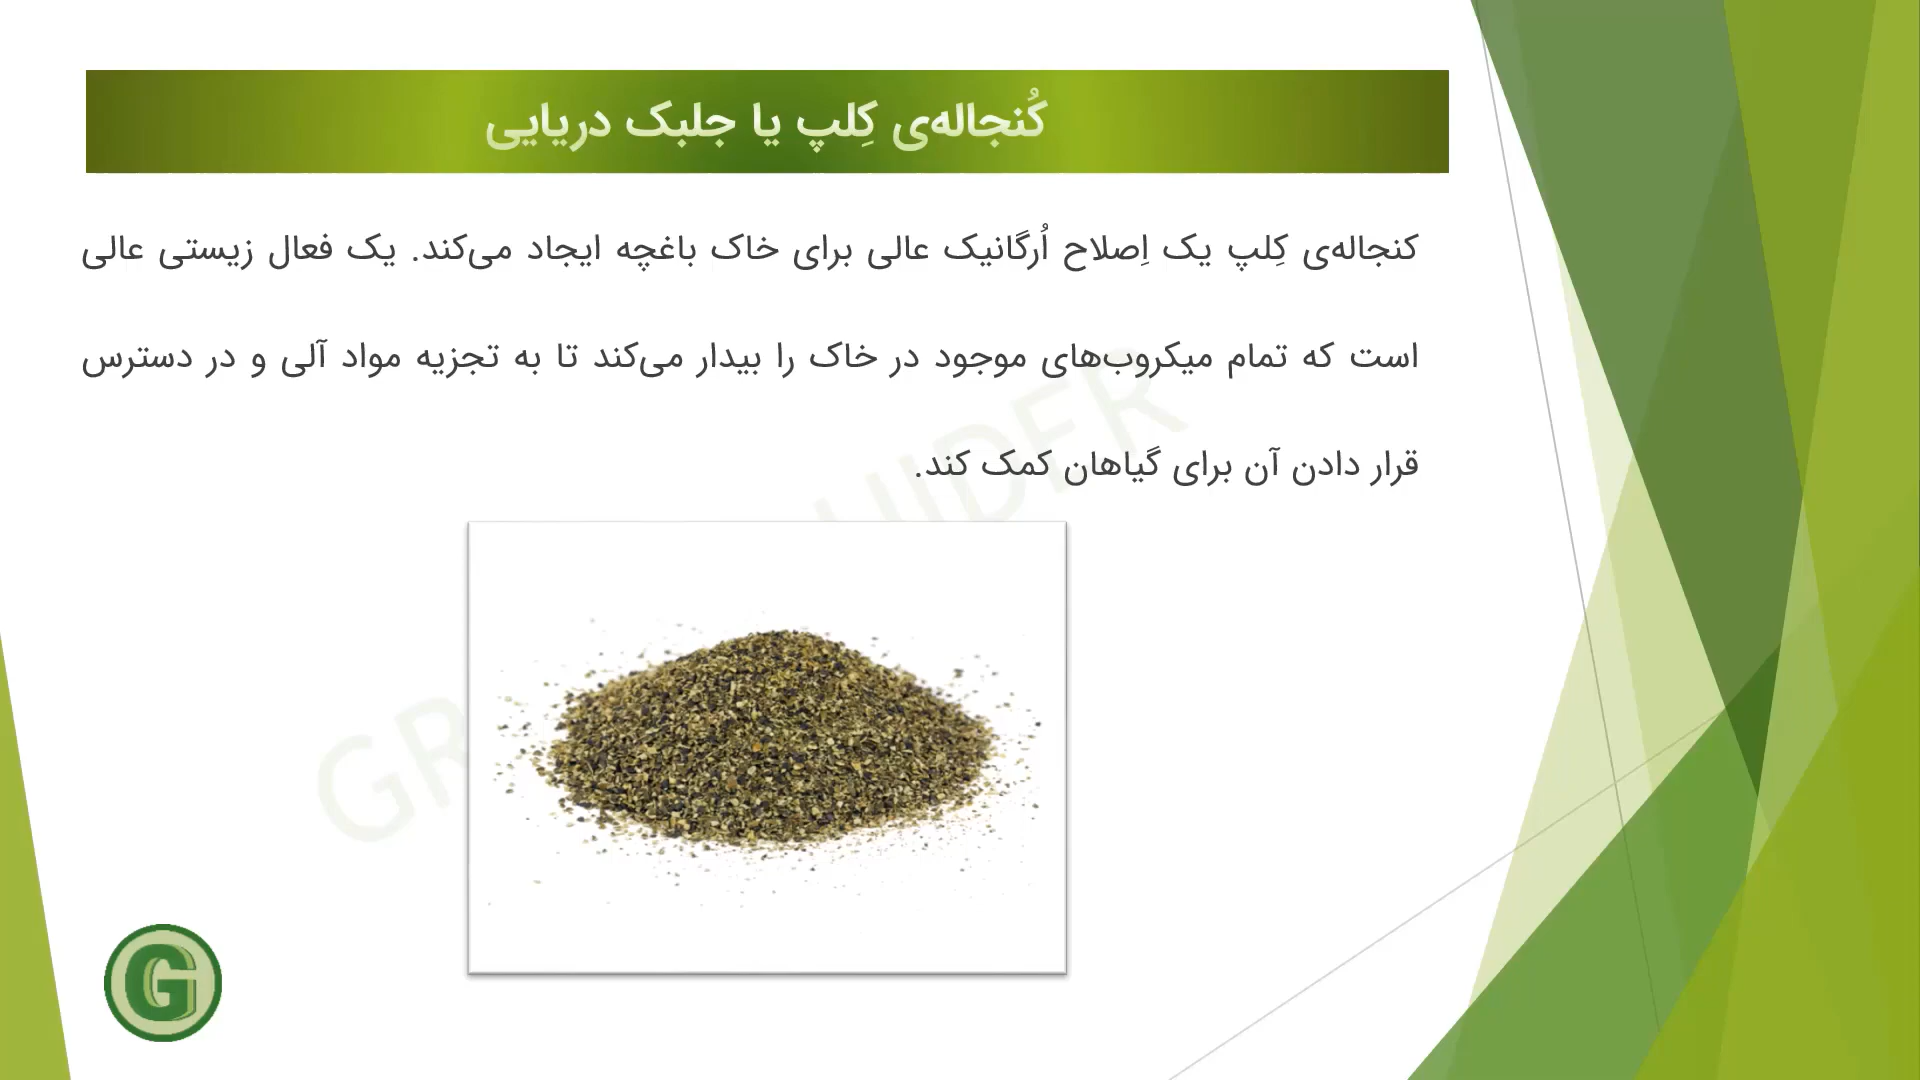 کُنجاله‌ی کِلپ یا جلبک دریایی
کنجاله‌ی کِلپ یک اِصلاح اُرگانیک عالی برای خاک باغچه ایجاد می‌کند. یک فعال زیستی عالی
است که تمام میکروب‌های موجود در خاک را بیدار می‌کند تا به تجزیه مواد آلی و در دسترس
قرار دادن آن برای گیاهان کمک کند.
G